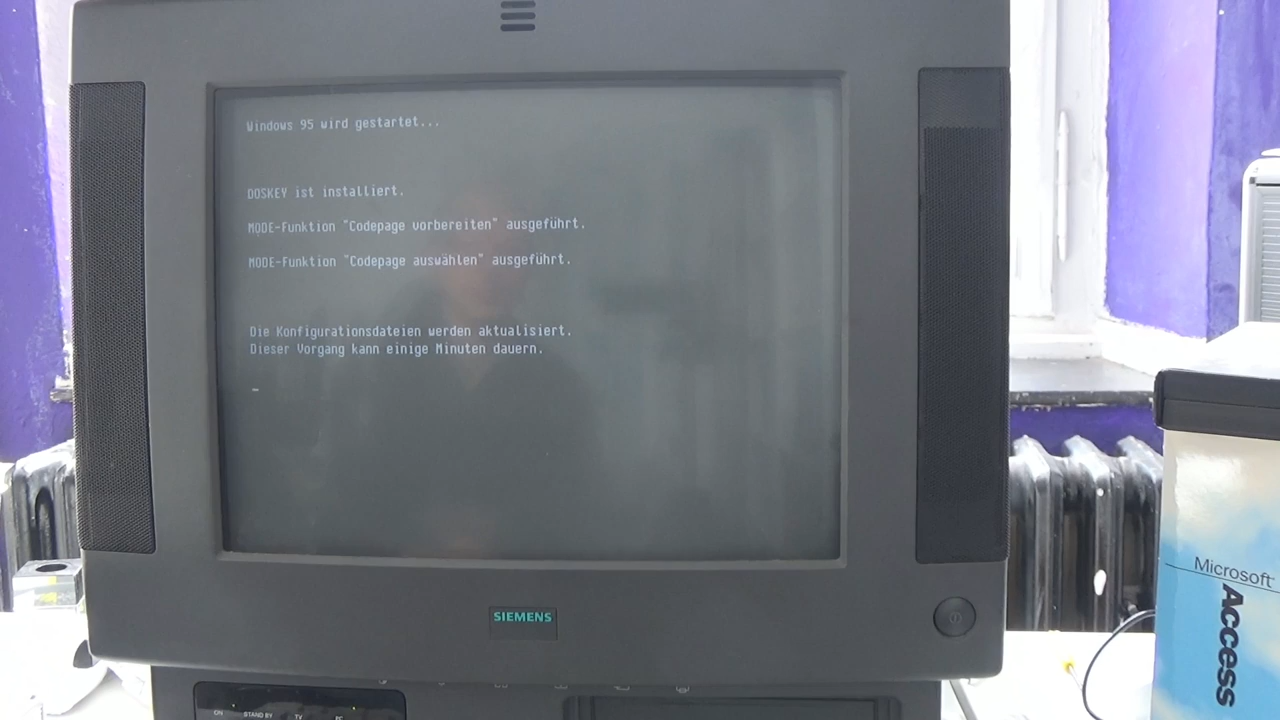 Windows 95 wird gestartet...
DOSKEY ist installiert.
MODE-Funktion "Codepage vorbereiten" ausgeführt.
MODE-Funktion "Codepage auswählen" ausgeführt.
Die Konfigurationsdateien werden aktualisiert.
Dieser Vorgang kann einige Minuten dauern.
SIEMENS
ON STAND BY TV PC
Microsoft
Access